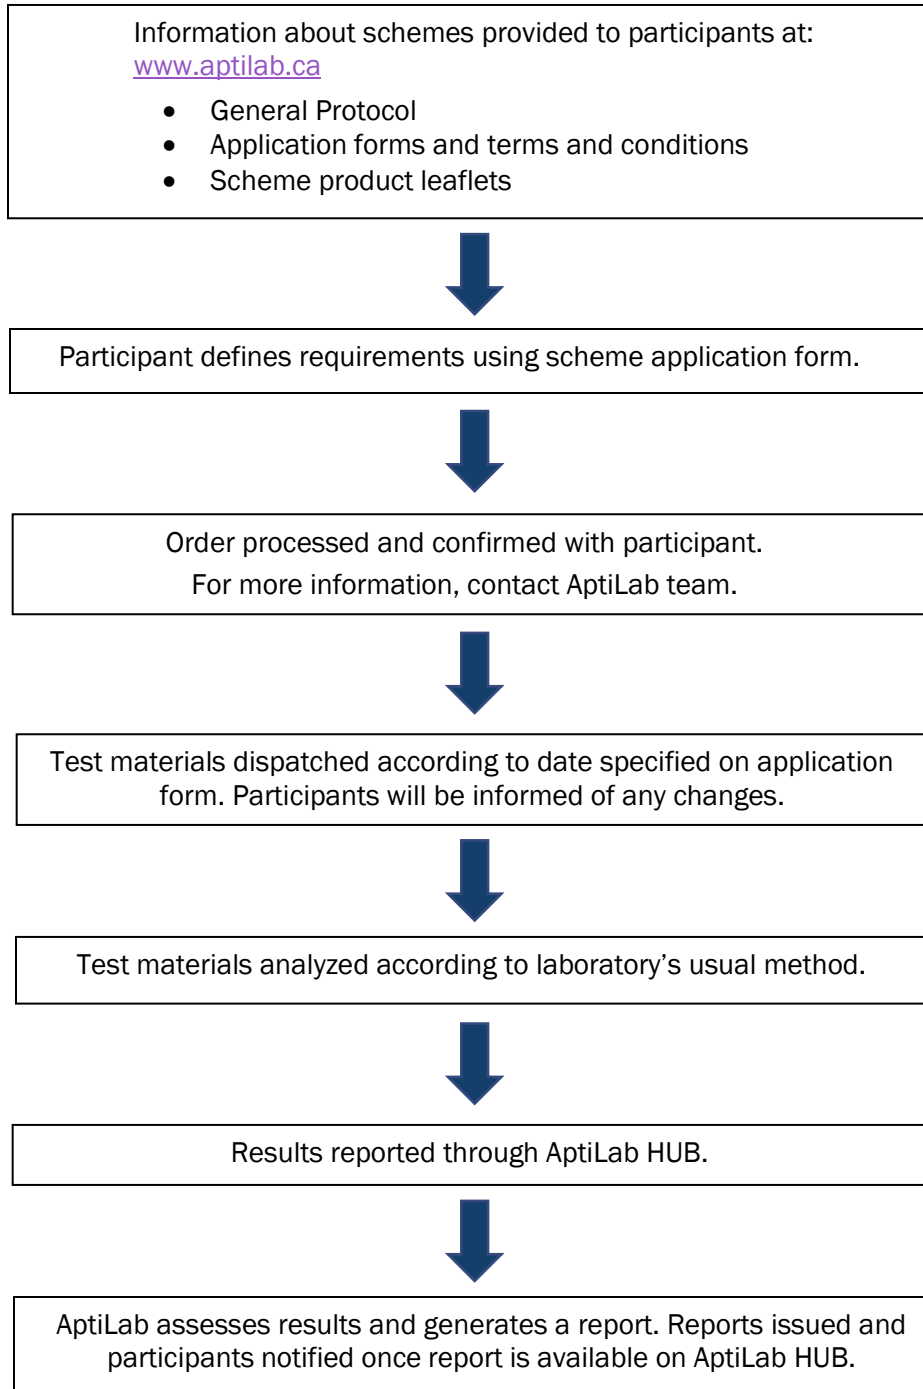 Information about schemes provided to participants at:
www.aptilab.ca
• General Protocol
• Application forms and terms and conditions
• Scheme product leaflets
Participant defines requirements using scheme application form.
Order processed and confirmed with participant.
For more information, contact AptiLab team.
Test materials dispatched according to date specified on application
form. Participants will be informed of any changes.
Test materials analyzed according to laboratory’s usual method.
Results reported through AptiLab HUB.
AptiLab assesses results and generates a report. Reports issued and
participants notified once report is available on AptiLab HUB.